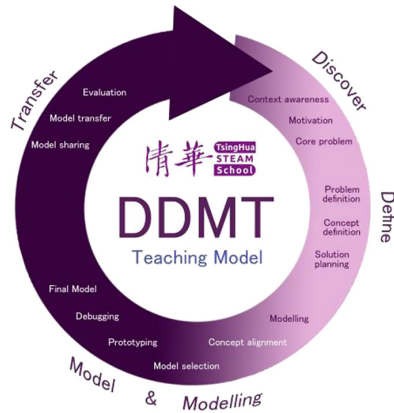 Discover
Context awareness
Motivation
Core problem
Define
Problem
definition
Concept
definition
Solution
planning
Model & Modelling
Modelling
Concept alignment
Model selection
Prototyping
Debugging
Final Model
Transfer
Model sharing
Model transfer
Evaluation
清華
TsingHua
STEAM
School
DDMT
Teaching Model